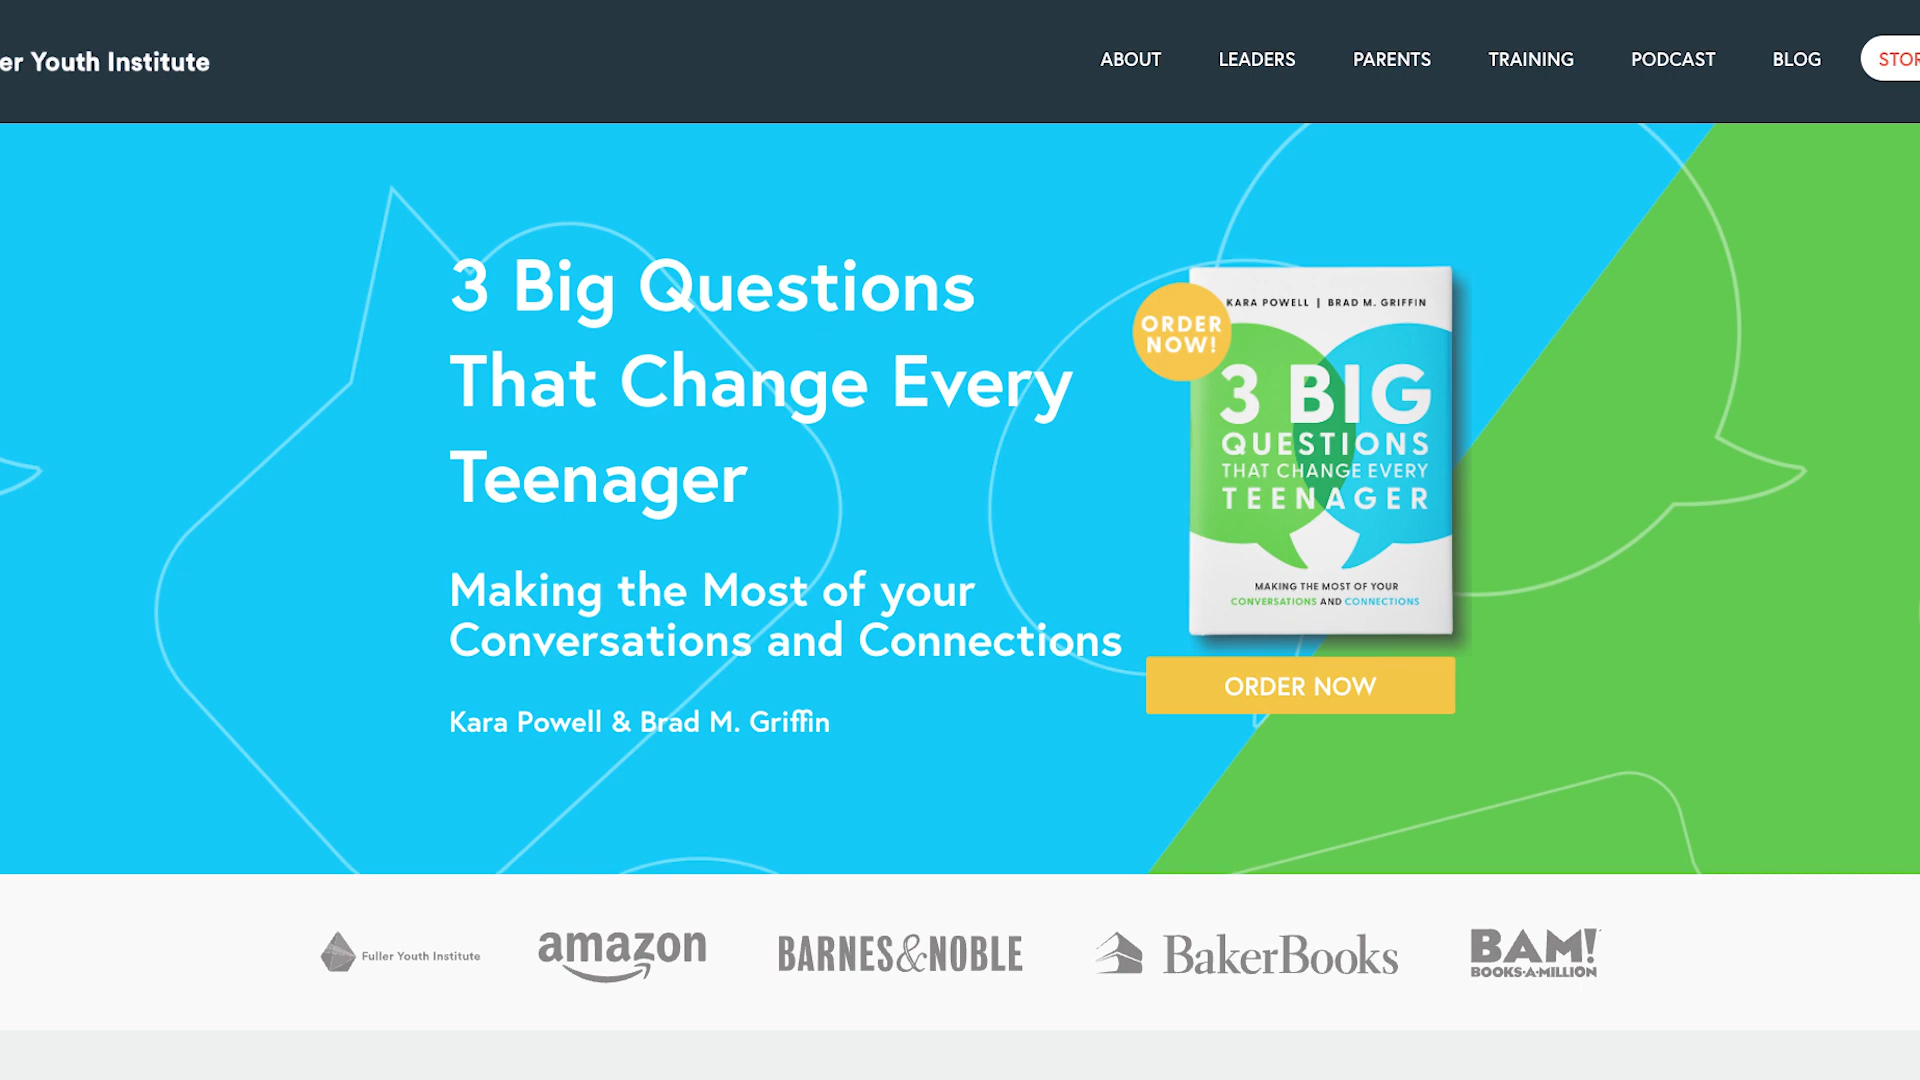 er Youth Institute
ABOUT
LEADERS
PARENTS
TRAINING
PODCAST
BLOG
STOR
3 Big Questions
That Change Every
Teenager
Making the Most of your
Conversations and Connections
Kara Powell & Brad M. Griffin
ORDER
NOW!
KARA POWELL | BRAD M. GRIFFIN
3 BIG
QUESTIONS
THAT CHANGE EVERY
TEENAGER
MAKING THE MOST OF YOUR
CONVERSATIONS AND CONNECTIONS
ORDER NOW
Fuller Youth Institute
amazon
BARNES&NOBLE
BakerBooks
BAM!
BOOKS·A·MILLION